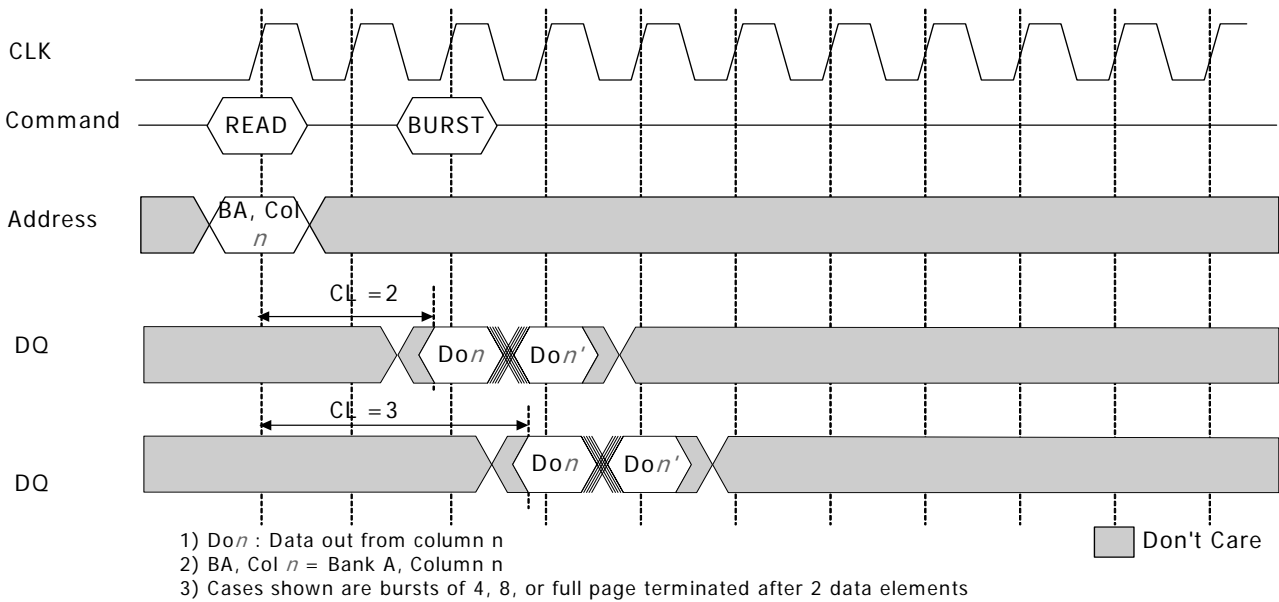 CLK
Command
READ
BURST
Address
BA, Col
n
CL =2
DQ
Don
Don'
CL =3
DQ
Don
Don'
1) Don : Data out from column n
2) BA, Col n = Bank A, Column n
3) Cases shown are bursts of 4, 8, or full page terminated after 2 data elements
Don't Care